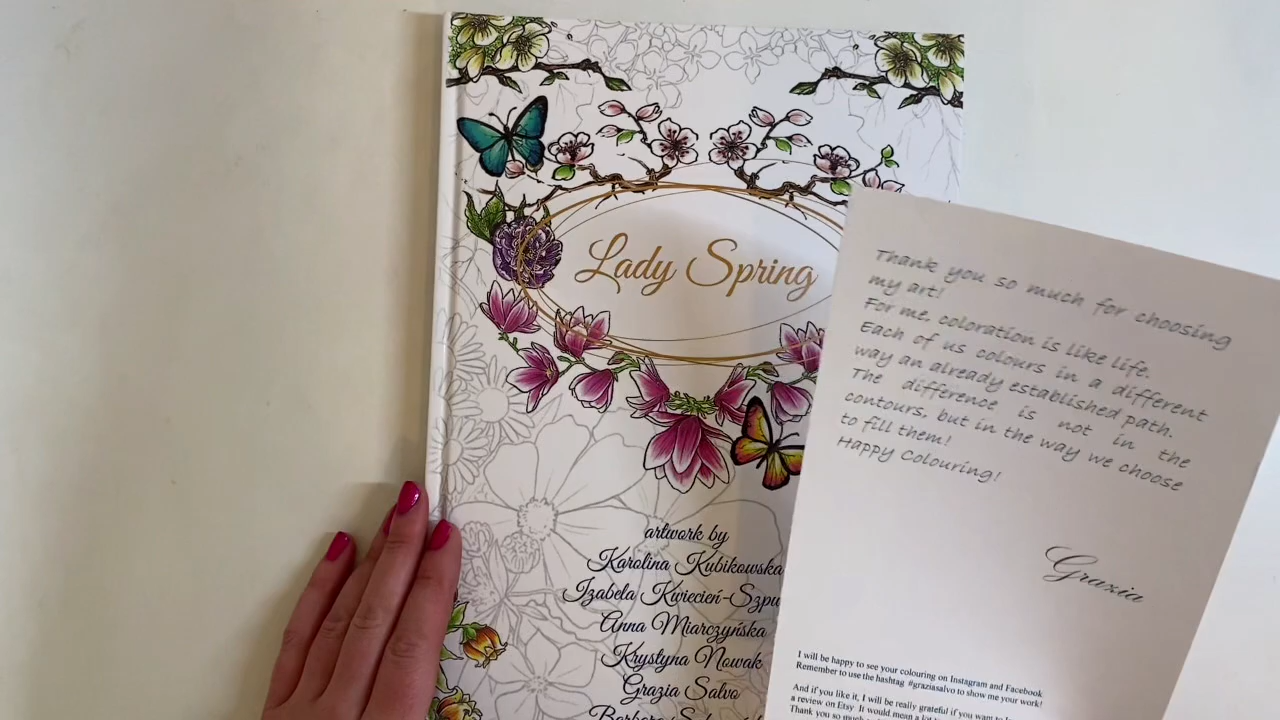 Lady Spring
artwork by
Karolina Kubikowska
Izabela Kwiecień-Szpu
Anna Miarczyńska
Krystyna Nowak
Grazia Salvo
Thank you so much for choosing
my art!
For me, coloration is like life.
Each of us colours in a different
way an already established path.
The difference is not in the
contours, but in the way we choose
to fill them!
Happy Colouring!
Grazia
I will be happy to see your colouring on Instagram and Facebook
Remember to use the hashtag #graziasalvo to show me your work!
And if you like it, I will be really grateful if you want to
a review on Etsy. It would mean a lot
Thank you so much